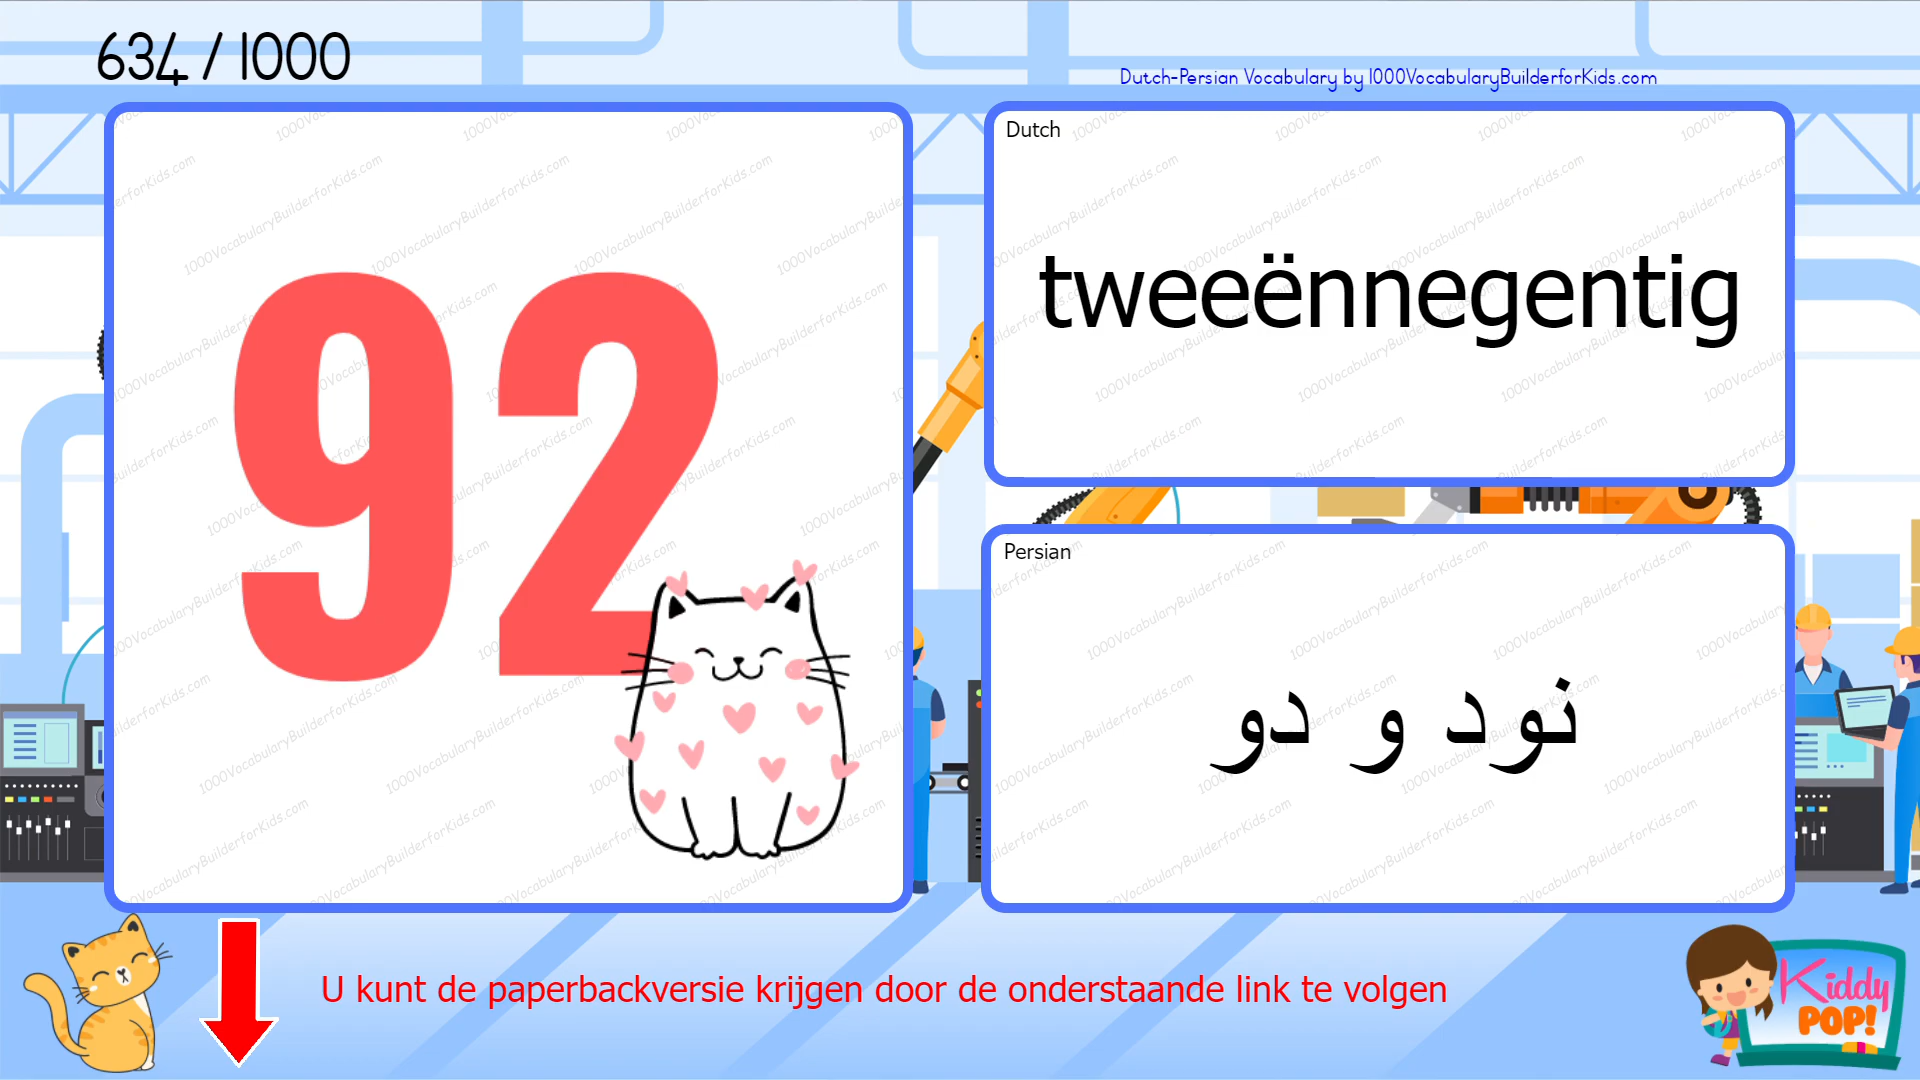 634 / 1000
Dutch-Persian Vocabulary by 1000VocabularyBuilderforKids.com
92
Dutch
tweeënnegentig
Persian
نود و دو
U kunt de paperbackversie krijgen door de onderstaande link te volgen
Kiddy
POP!